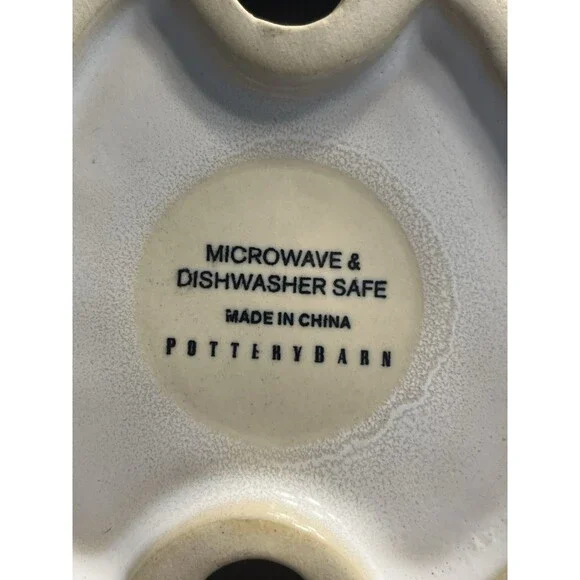 MICROWAVE &
DISHWASHER SAFE
MADE IN CHINA
POTTERYBARN